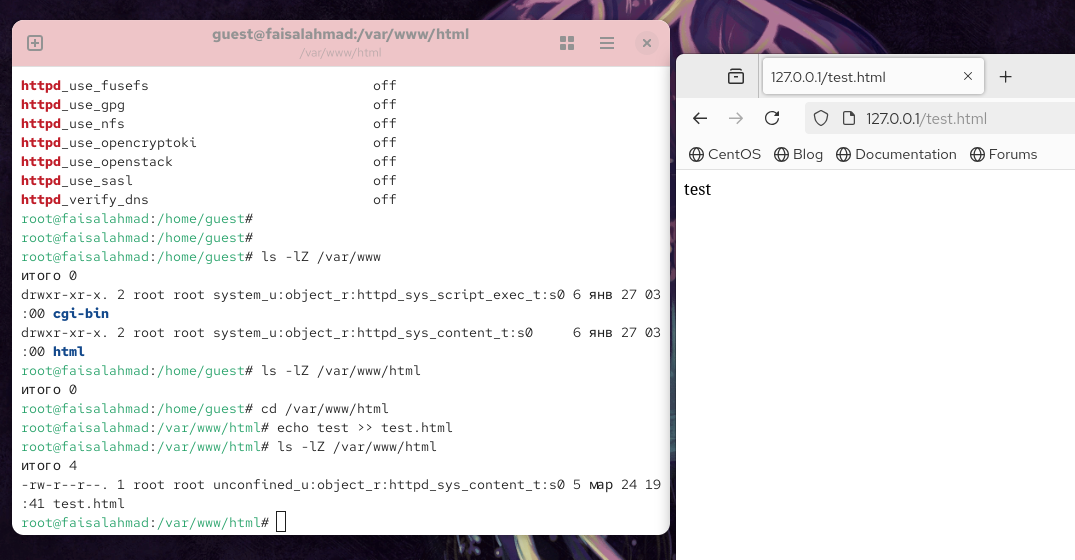 guest@faisalahmad:/var/www/html
/var/www/html
httpd_use_fusefs off
httpd_use_gpg off
httpd_use_nfs off
httpd_use_opencryptoki off
httpd_use_openstack off
httpd_use_sasl off
httpd_verify_dns off
root@faisalahmad:/home/guest#
root@faisalahmad:/home/guest#
root@faisalahmad:/home/guest# ls -lZ /var/www
итого 0
drwxr-xr-x. 2 root root system_u:object_r:httpd_sys_script_exec_t:s0 6 янв 27 03
:00 cgi-bin
drwxr-xr-x. 2 root root system_u:object_r:httpd_sys_content_t:s0 6 янв 27 03
:00 html
root@faisalahmad:/home/guest# ls -lZ /var/www/html
итого 0
root@faisalahmad:/home/guest# cd /var/www/html
root@faisalahmad:/var/www/html# echo test >> test.html
root@faisalahmad:/var/www/html# ls -lZ /var/www/html
итого 4
-rw-r--r--. 1 root root unconfined_u:object_r:httpd_sys_content_t:s0 5 мар 24 19
:41 test.html
root@faisalahmad:/var/www/html#
127.0.0.1/test.html
127.0.0.1/test.html
CentOS Blog Documentation Forums
test